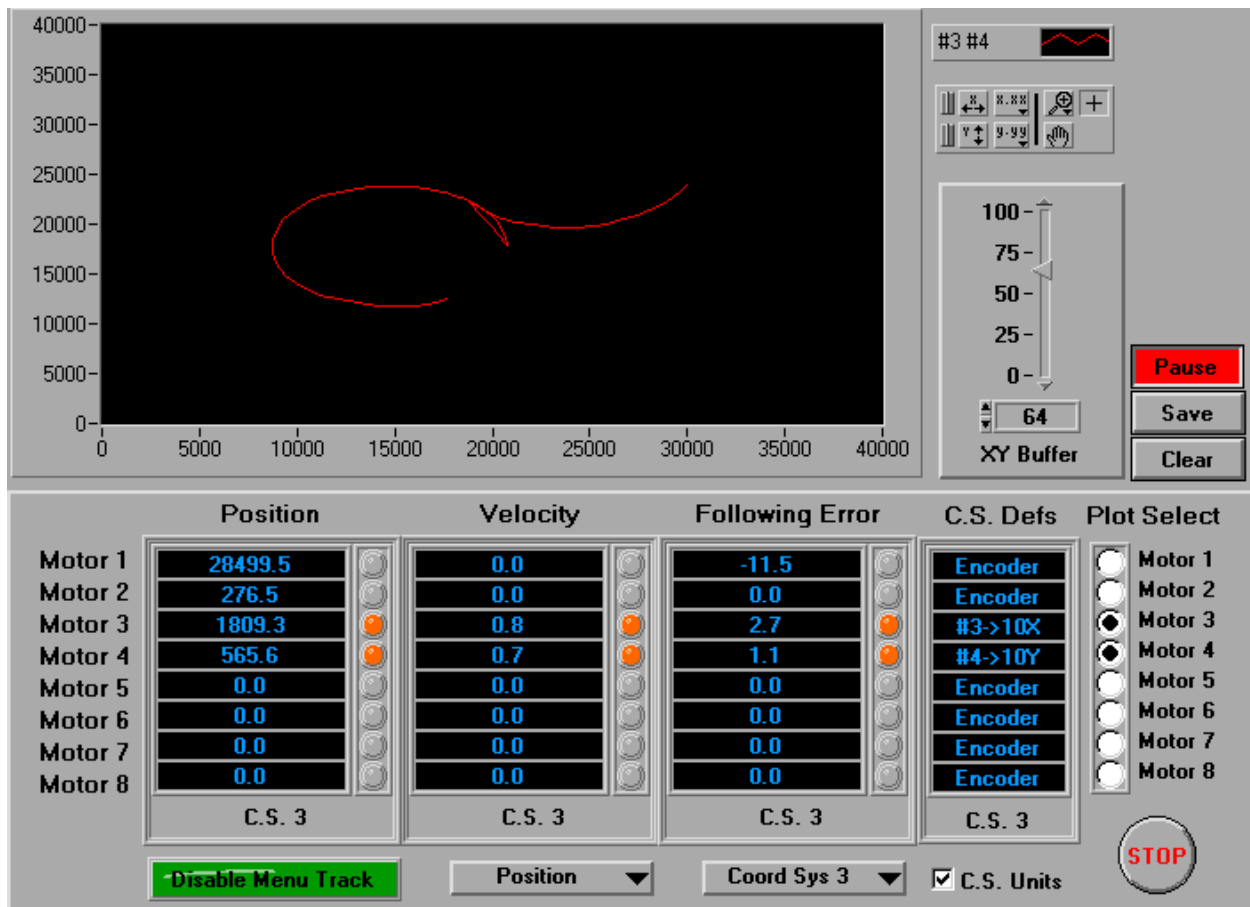 40000
35000
30000
25000
20000
15000
10000
5000
0
0 5000 10000 15000 20000 25000 30000 35000 40000
#3 #4
X X.XX
Y y.yy
100
75
50
25
0
64
XY Buffer
Pause
Save
Clear
Position Velocity Following Error C.S. Defs Plot Select
Motor 1 28499.5 0.0 -11.5 Encoder Motor 1
Motor 2 276.5 0.0 0.0 Encoder Motor 2
Motor 3 1809.3 0.8 2.7 #3->10X Motor 3
Motor 4 565.6 0.7 1.1 #4->10Y Motor 4
Motor 5 0.0 0.0 0.0 Encoder Motor 5
Motor 6 0.0 0.0 0.0 Encoder Motor 6
Motor 7 0.0 0.0 0.0 Encoder Motor 7
Motor 8 0.0 0.0 0.0 Encoder Motor 8
C.S. 3 C.S. 3 C.S. 3 C.S. 3
STOP
Disable Menu Track Position Coord Sys 3 C.S. Units